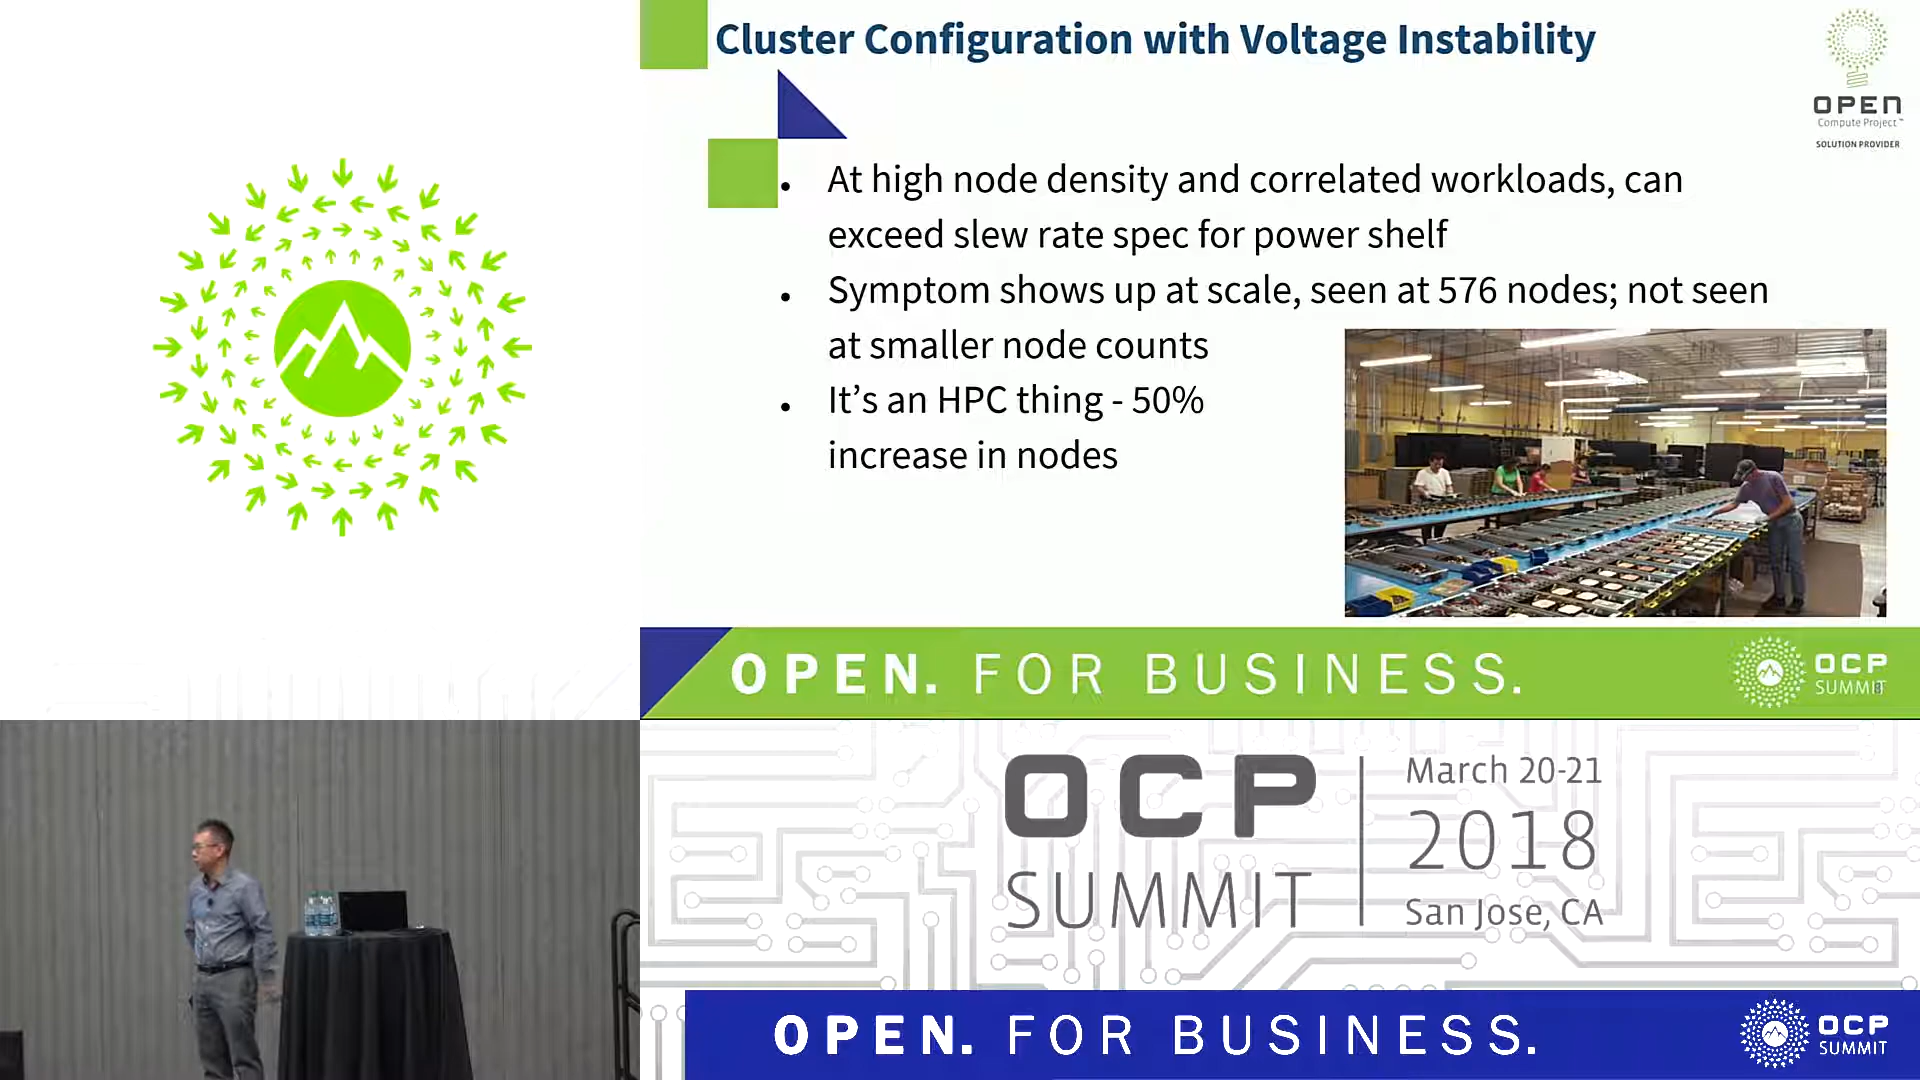 Cluster Configuration with Voltage Instability
OPEN
Compute Project™
SOLUTION PROVIDER
• At high node density and correlated workloads, can
exceed slew rate spec for power shelf
• Symptom shows up at scale, seen at 576 nodes; not seen
at smaller node counts
• It’s an HPC thing - 50%
increase in nodes
OPEN. FOR BUSINESS.
OCP
SUMMIT
OCP
SUMMIT
March 20-21
2018
San Jose, CA
OPEN. FOR BUSINESS.
OCP
SUMMIT